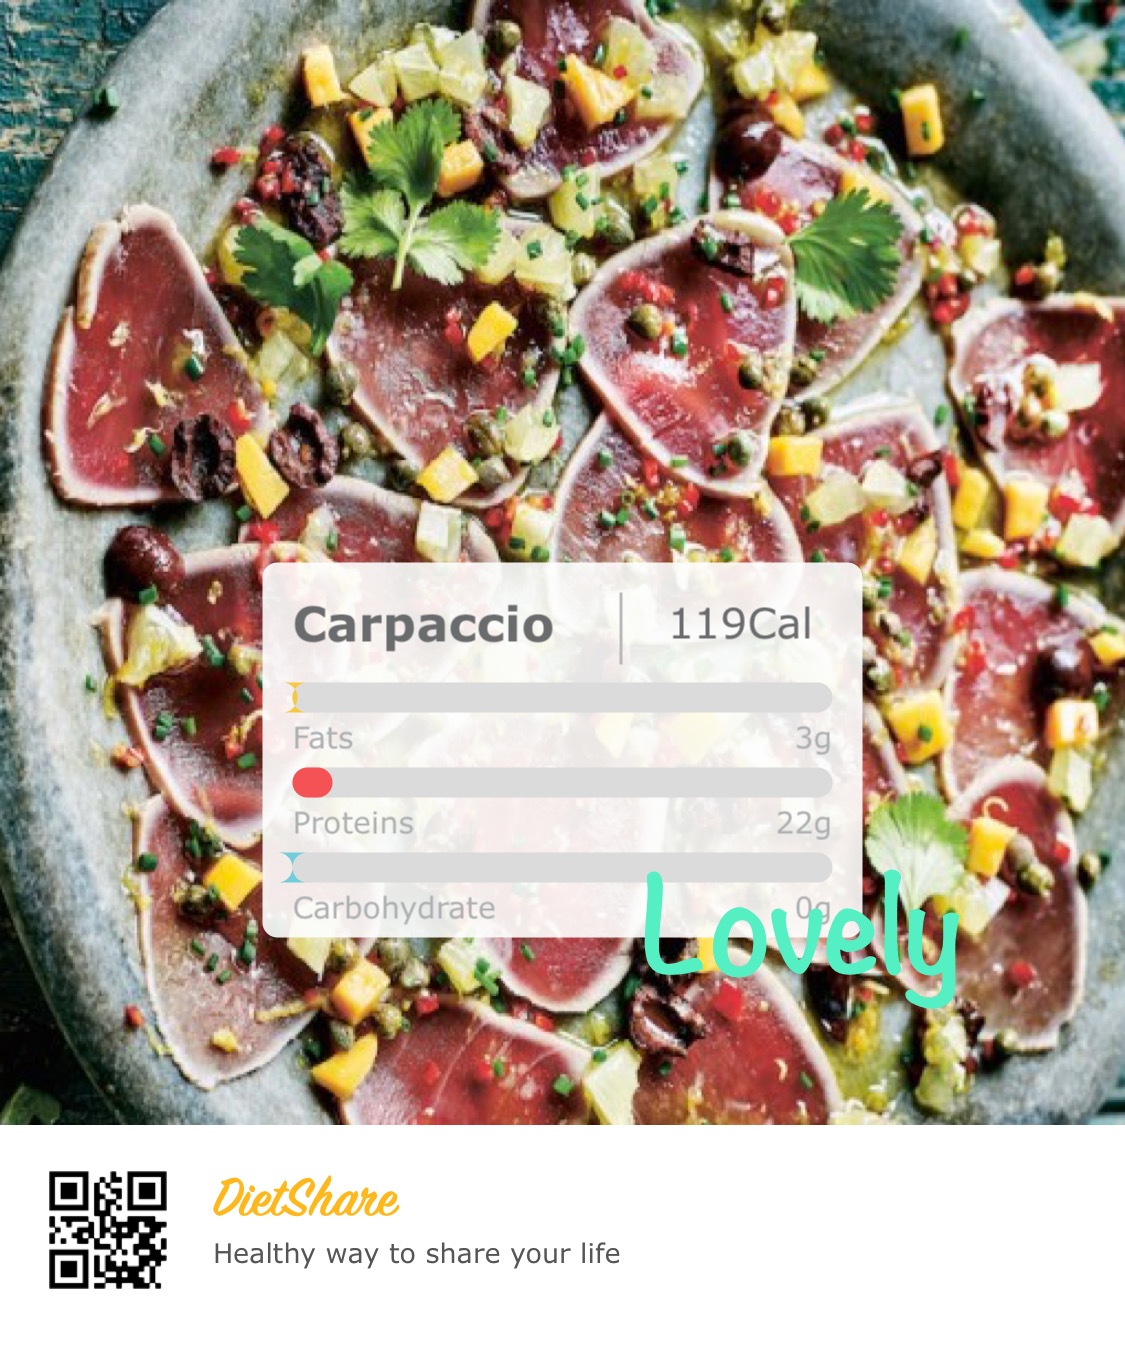 Carpaccio | 119Cal
Fats 3g
Proteins 22g
Carbohydrate 0g
Lovely
DietShare
Healthy way to share your life